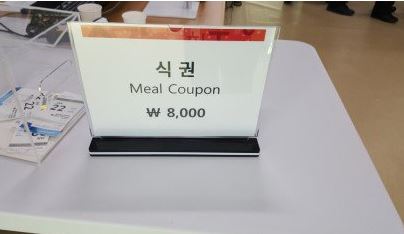 식 권
Meal Coupon
₩ 8,000